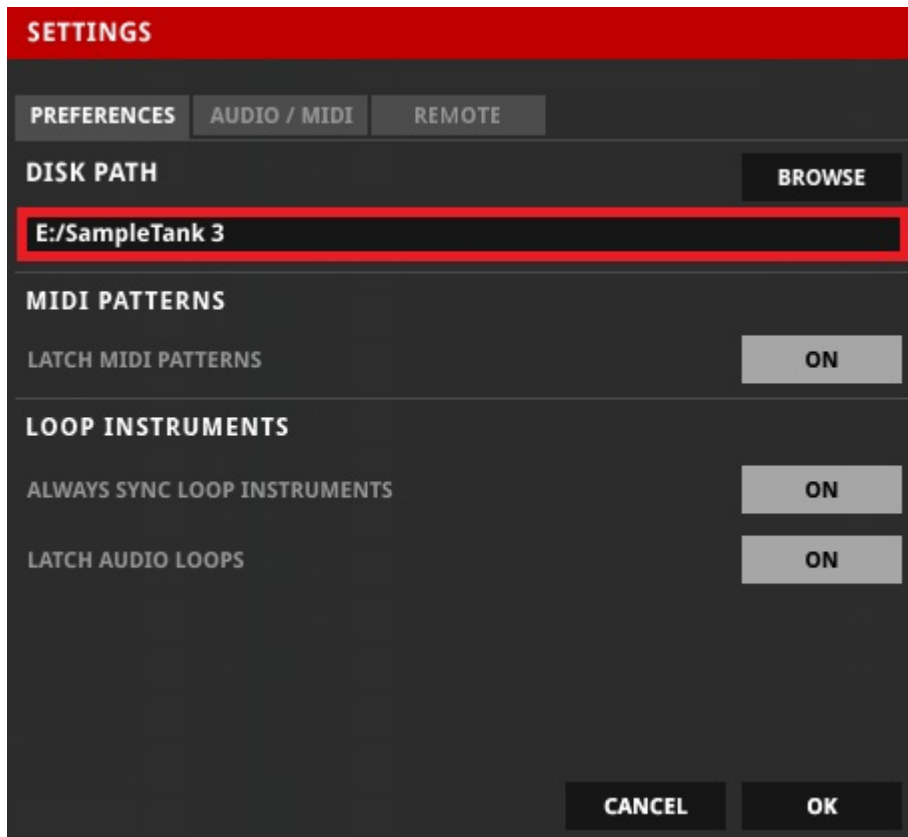 SETTINGS
PREFERENCES AUDIO / MIDI REMOTE
DISK PATH BROWSE
E:/SampleTank 3
MIDI PATTERNS
LATCH MIDI PATTERNS ON
LOOP INSTRUMENTS
ALWAYS SYNC LOOP INSTRUMENTS ON
LATCH AUDIO LOOPS ON
CANCEL OK